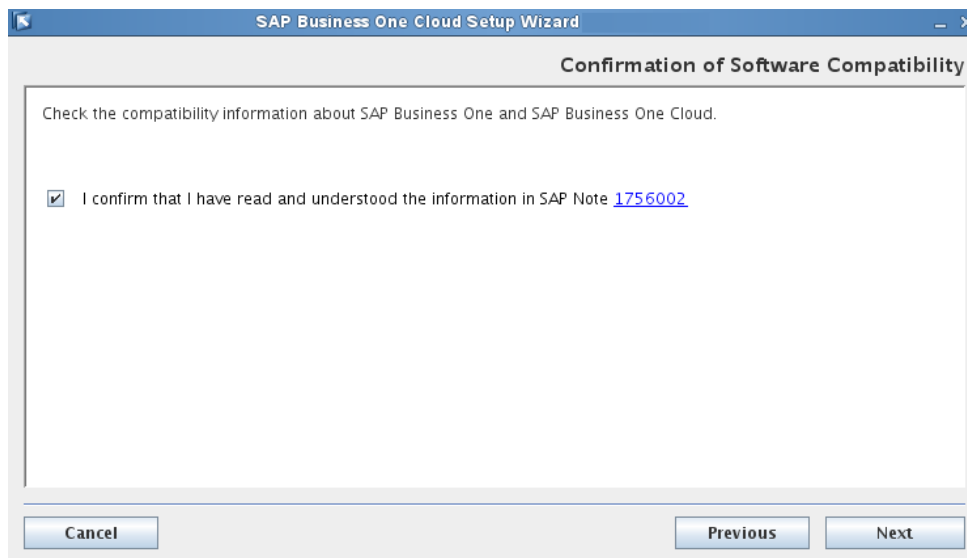 SAP Business One Cloud Setup Wizard
Confirmation of Software Compatibility
Check the compatibility information about SAP Business One and SAP Business One Cloud.
I confirm that I have read and understood the information in SAP Note 1756002
Cancel
Previous
Next